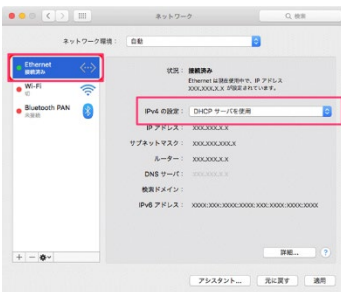 ネットワーク
検索
ネットワーク環境： 自動
Ethernet
接続済み
Wi-Fi
切
Bluetooth PAN
未接続
状況： 接続済み
Ethernet は現在使用中で、IP アドレス
XXX.XXX.X.X が設定されています。
IPv4 の設定： DHCP サーバを使用
IP アドレス： XXX.XXX.X.X
サブネットマスク： XXX.XXX.XXX.X
ルーター： XXX.XXX.X.X
DNS サーバ： XXX.XXX.X.X
検索ドメイン：
IPv6 アドレス： XXXX:XXX:XXXX:XXXX:XXX:XXXX:XXXX:XXXX
詳細... ?
アシスタント... 元に戻す 適用